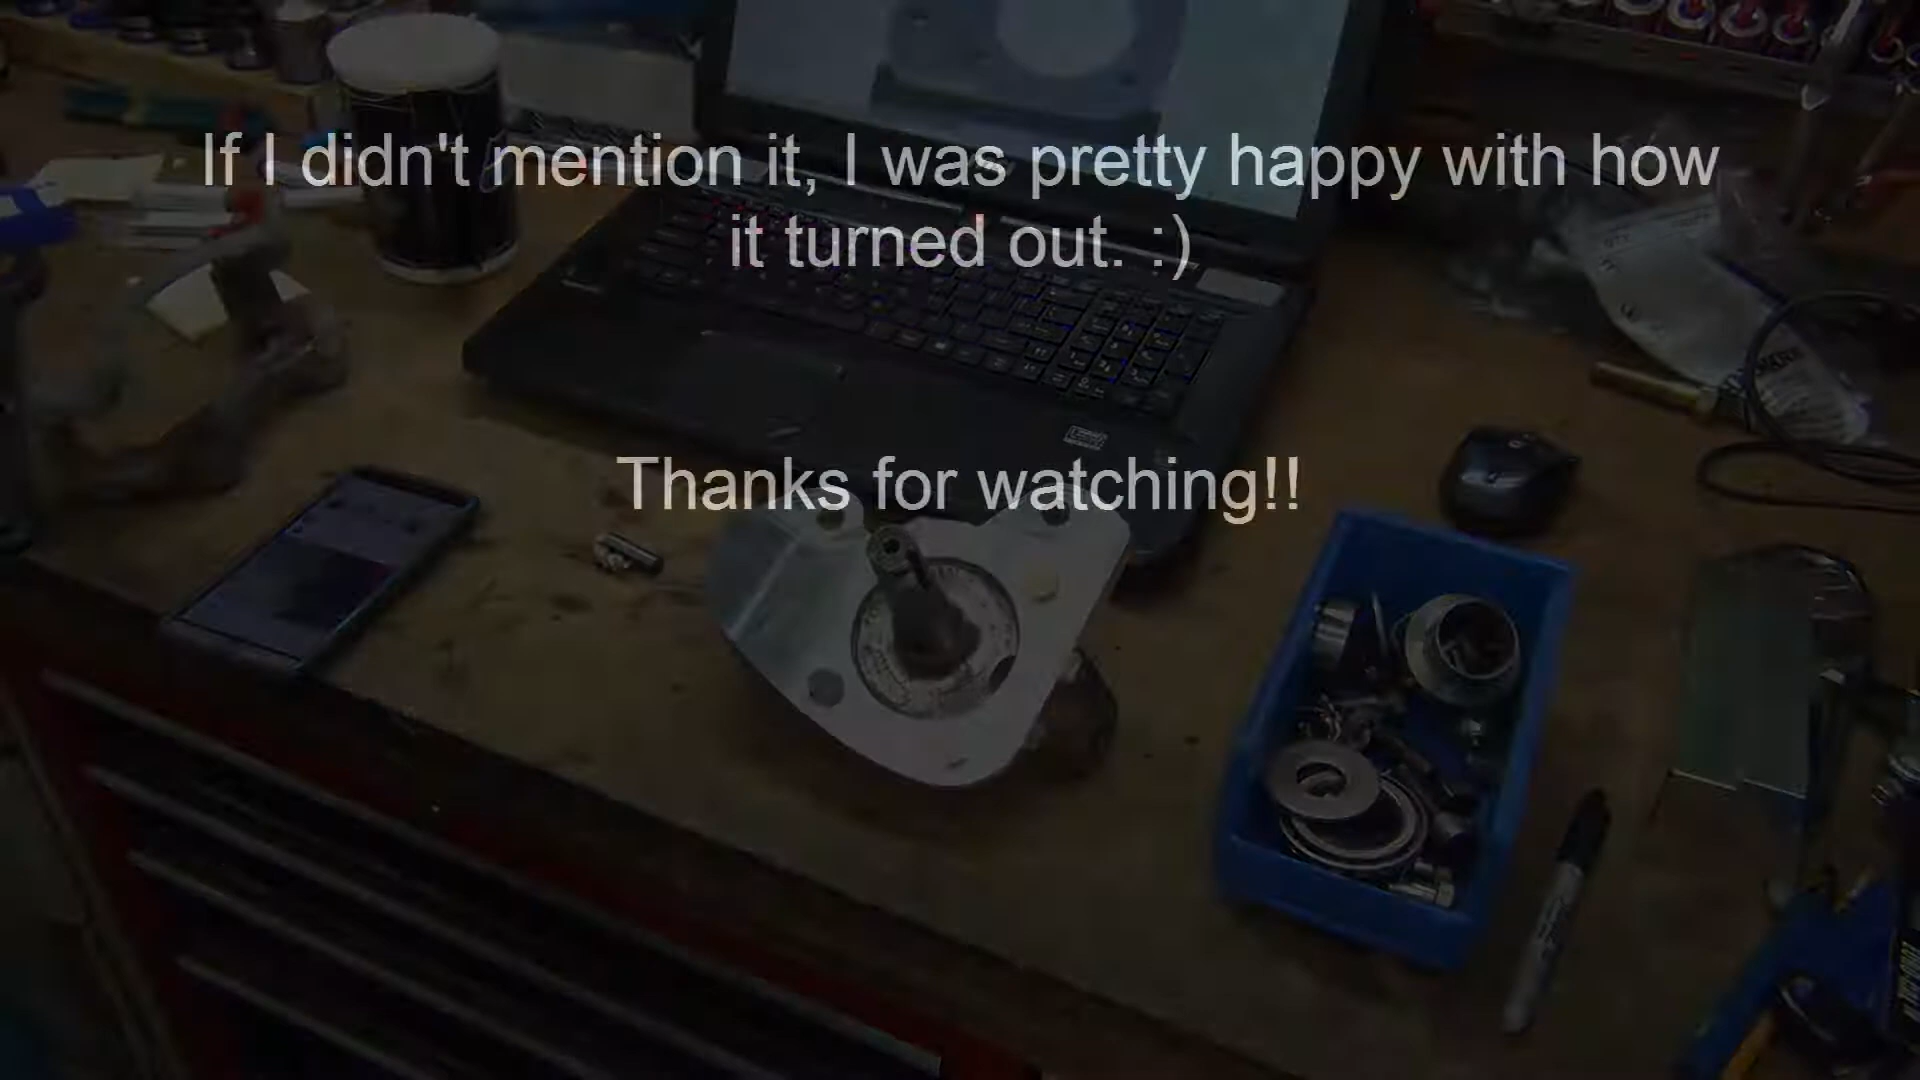 If I didn't mention it, I was pretty happy with how
it turned out. :)
Thanks for watching!!